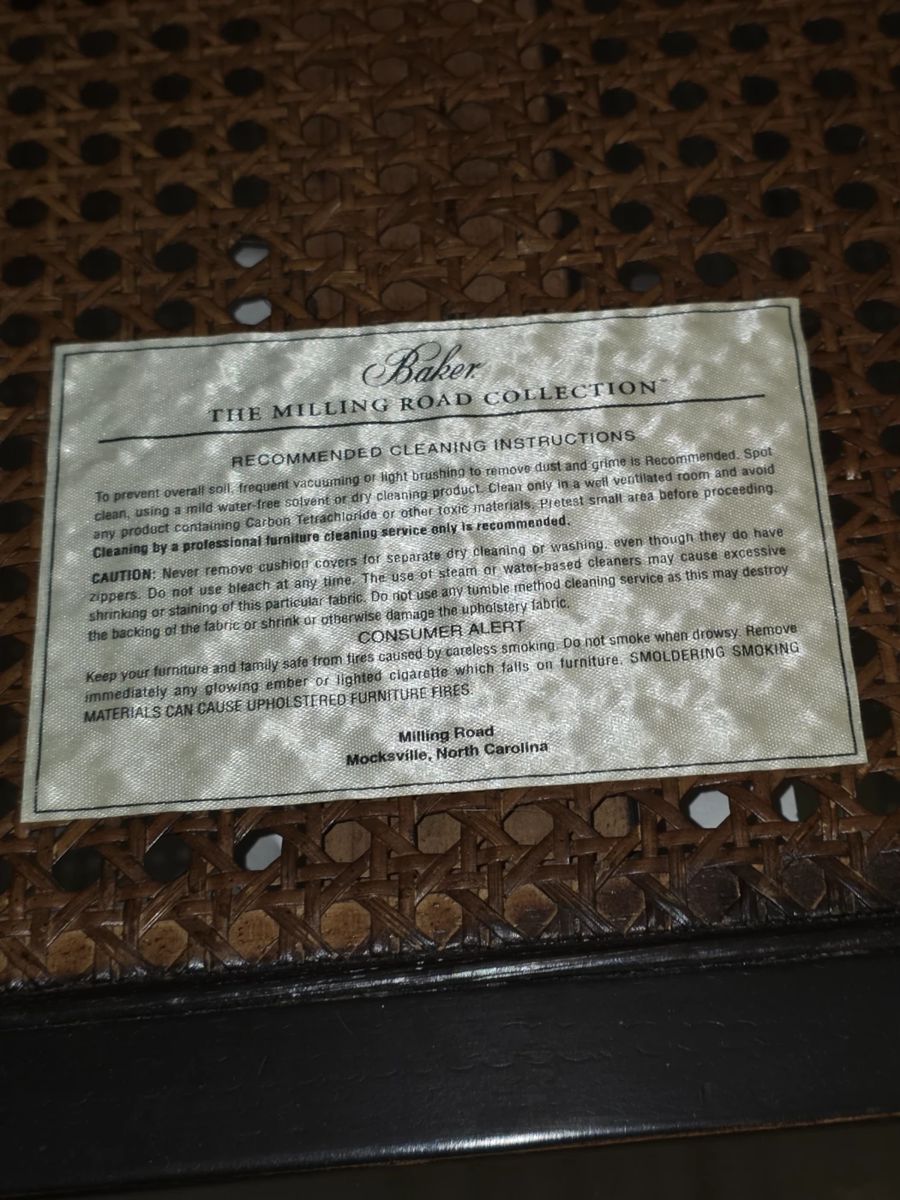 Baker
THE MILLING ROAD COLLECTION™
RECOMMENDED CLEANING INSTRUCTIONS
To prevent overall soil, frequent vacuuming or light brushing to remove dust and grime is Recommended. Spot
clean, using a mild water-free solvent or dry cleaning product. Clean only in a well ventilated room and avoid
any product containing Carbon Tetrachloride or other toxic materials. Pretest small area before proceeding.
Cleaning by a professional furniture cleaning service only is recommended.
CAUTION: Never remove cushion covers for separate dry cleaning or washing, even though they do have
zippers. Do not use bleach at any time. The use of steam or water-based cleaners may cause excessive
shrinking or staining of this particular fabric. Do not use any tumble method cleaning service as this may destroy
the backing of the fabric or shrink or otherwise damage the upholstery fabric.
CONSUMER ALERT
Keep your furniture and family safe from fires caused by careless smoking. Do not smoke when drowsy. Remove
immediately any glowing ember or lighted cigarette which falls on furniture. SMOLDERING SMOKING
MATERIALS CAN CAUSE UPHOLSTERED FURNITURE FIRES.
Milling Road
Mocksville, North Carolina